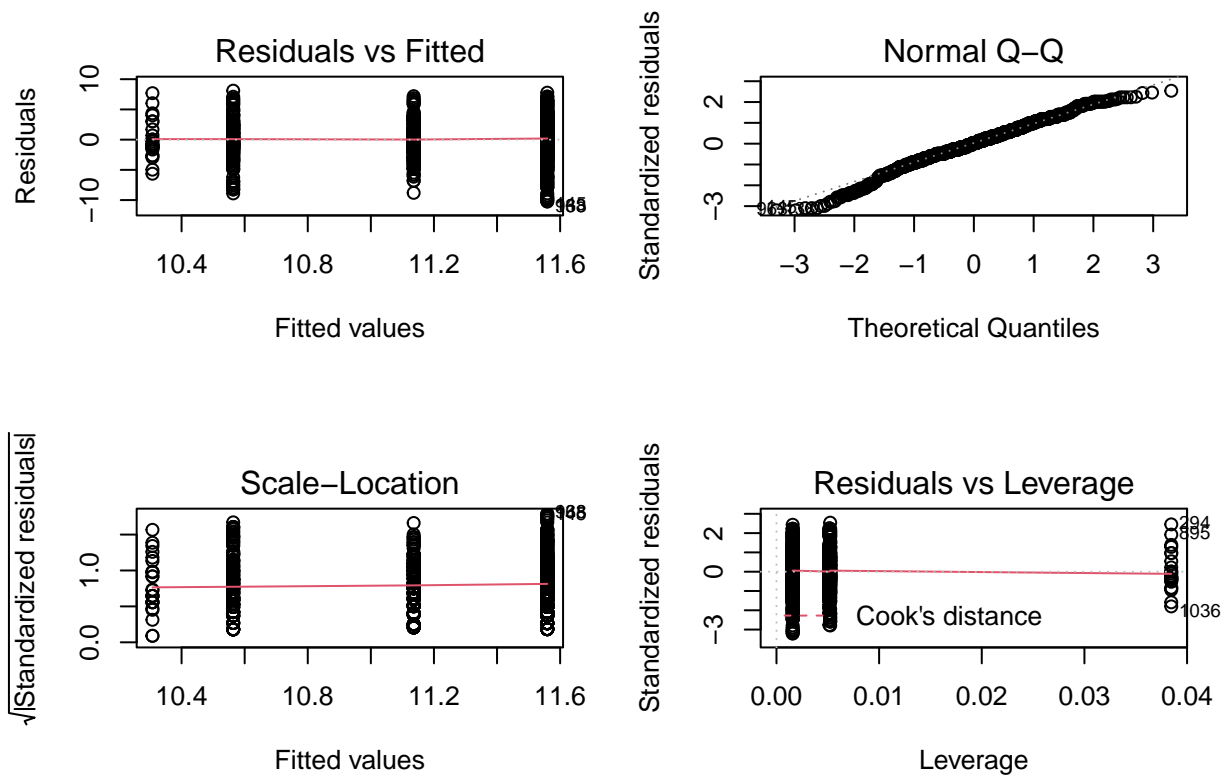 Residuals vs Fitted
Residuals
−10 0 10
10.4 10.8 11.2 11.6
Fitted values
Normal Q−Q
Standardized residuals
−3 0 2
−3 −2 −1 0 1 2 3
Theoretical Quantiles
Scale−Location
√|Standardized residuals|
0.0 1.0
10.4 10.8 11.2 11.6
Fitted values
Residuals vs Leverage
Standardized residuals
−3 0 2
294
895
1036
Cook's distance
0.00 0.01 0.02 0.03 0.04
Leverage